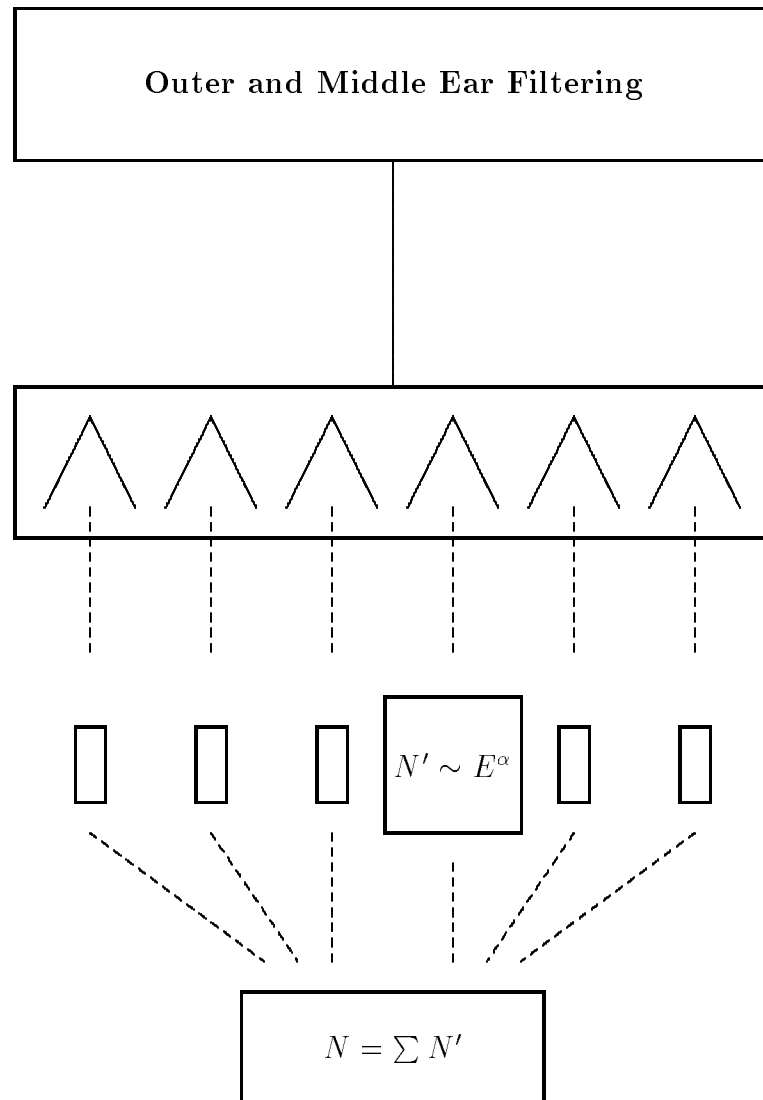 Outer and Middle Ear Filtering
N′ ∼ E^α
N = ∑ N′